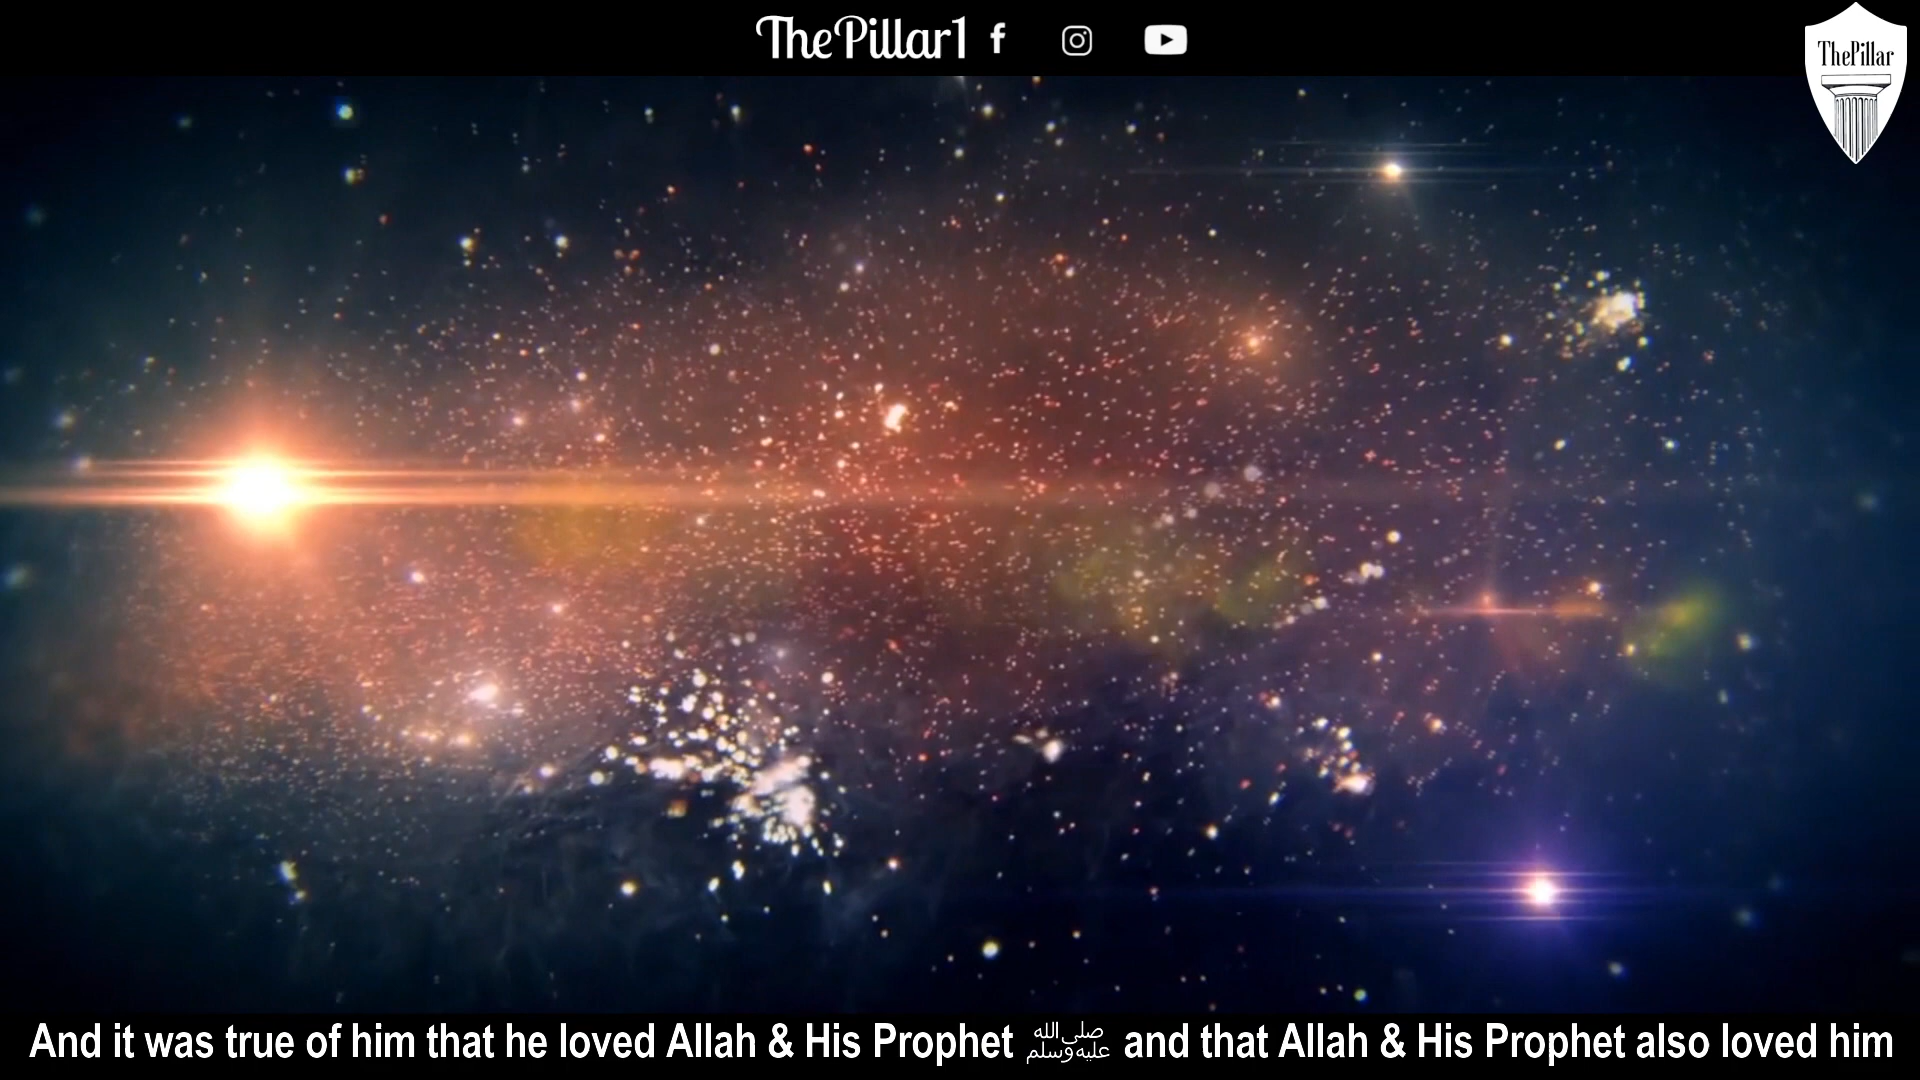 ThePillar1
ThePillar
And it was true of him that he loved Allah & His Prophet ﷺ and that Allah & His Prophet also loved him